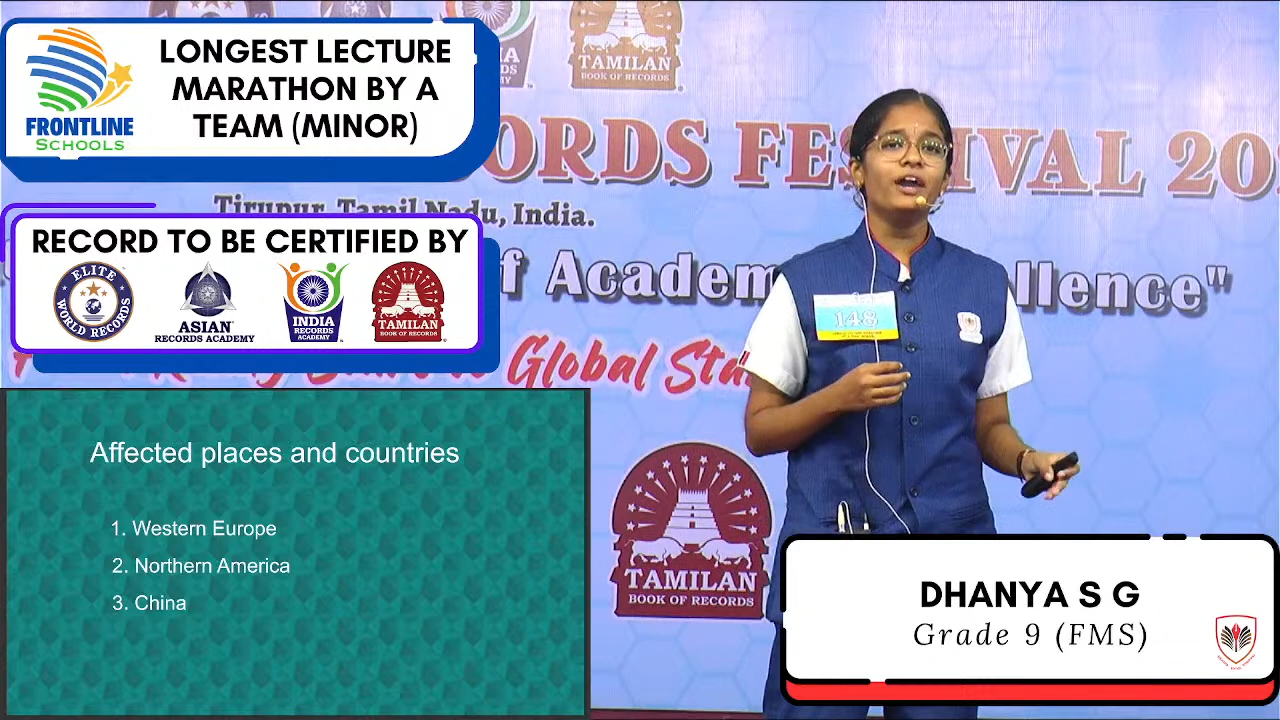 FRONTLINE
SCHOOLS
LONGEST LECTURE
MARATHON BY A
TEAM (MINOR)
RECORD TO BE CERTIFIED BY
ELITE
WORLD RECORDS
ASIAN
RECORDS ACADEMY
INDIA
RECORDS
ACADEMY
TAMILAN
BOOK OF RECORDS
TAMILAN
BOOK OF RECORDS
ORDS FESTIVAL 20
Tirupur, Tamil Nadu, India.
f Academ llence"
Global Sta
148
TAMILAN
BOOK OF RECORDS
Affected places and countries
1. Western Europe
2. Northern America
3. China
DHANYA S G
Grade 9 (FMS)